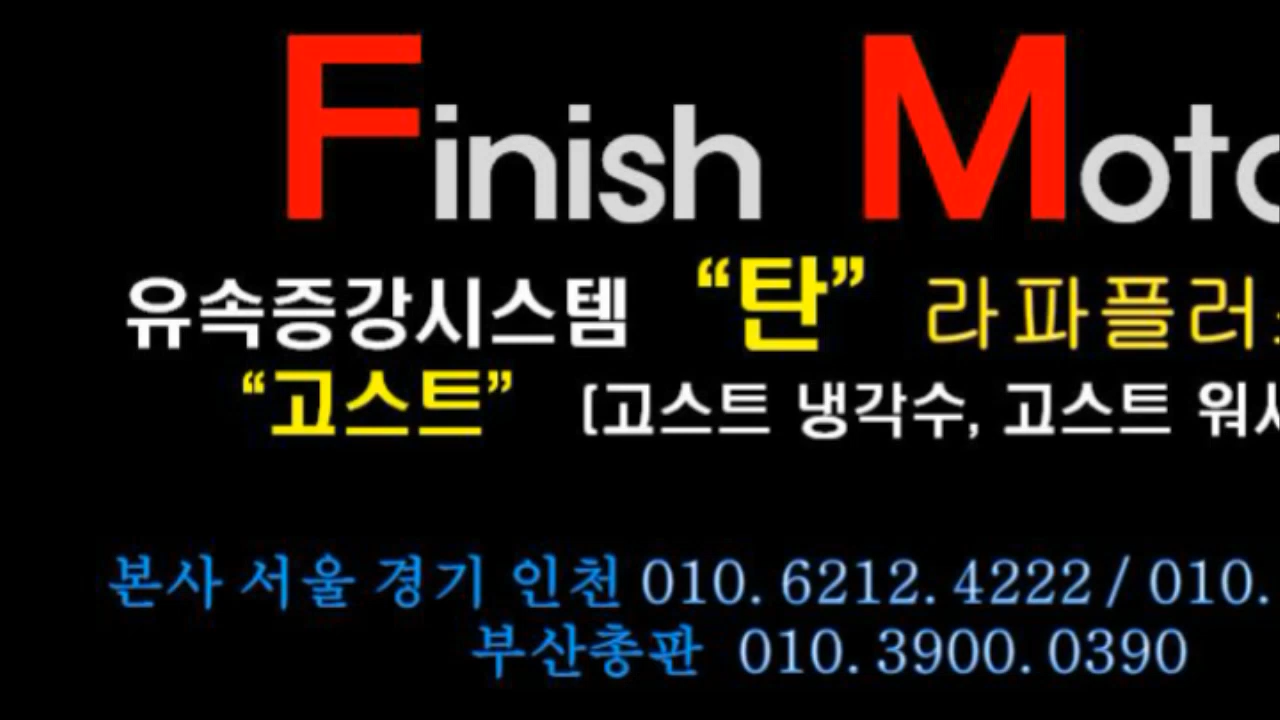 Finish Moto
유속증강시스템 “탄” 라파플러
“고스트” (고스트 냉각수, 고스트 워
본사 서울 경기 인천 010. 6212. 4222 / 010.
부산총판 010. 3900. 0390